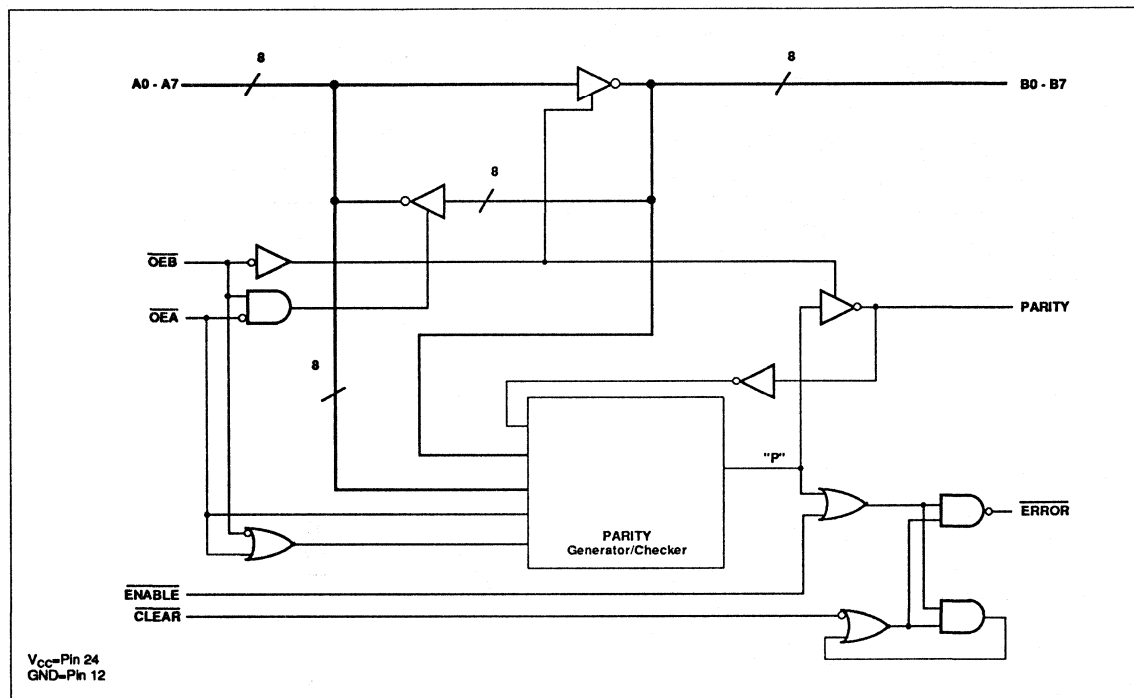 8
8
A0 - A7
B0 - B7
8
OEB
OEA
PARITY
8
"P"
ERROR
PARITY
Generator/Checker
ENABLE
CLEAR
VCC=Pin 24
GND=Pin 12